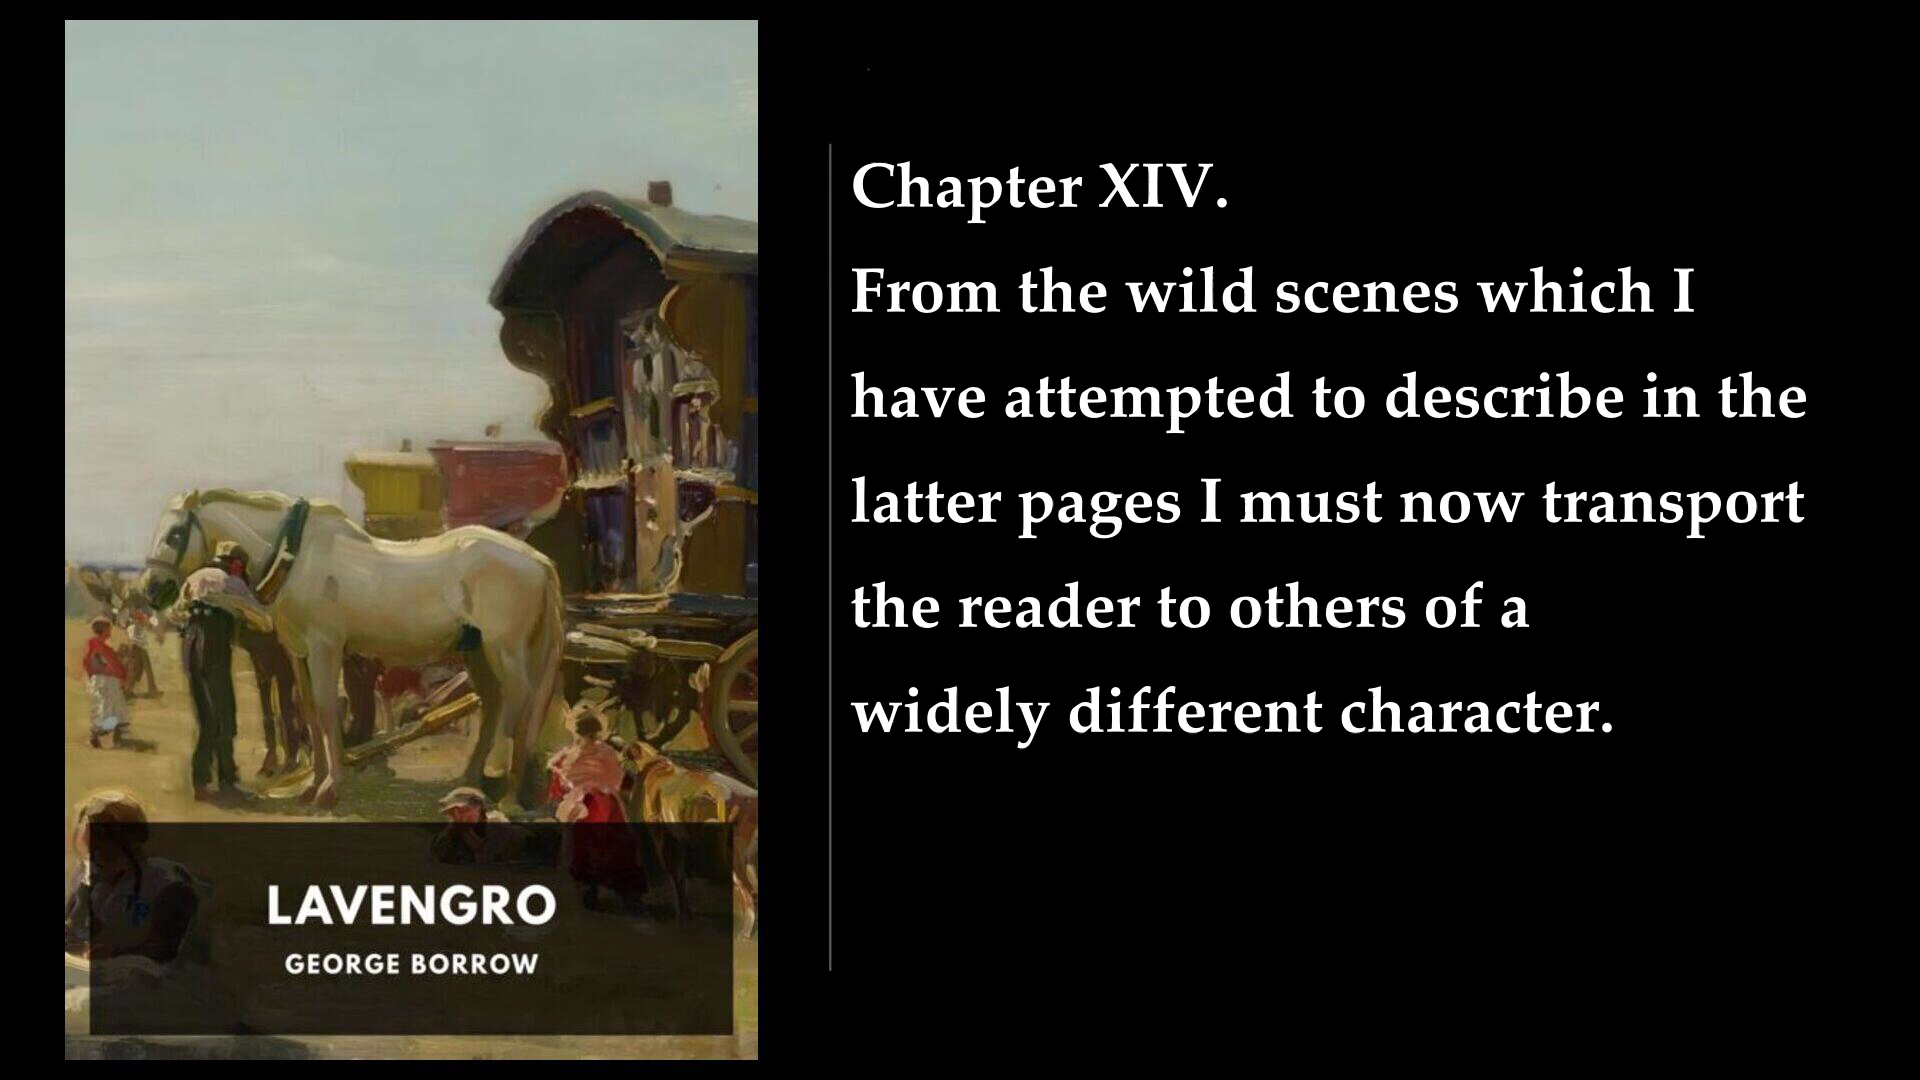 LAVENGRO
GEORGE BORROW
Chapter XIV.
From the wild scenes which I
have attempted to describe in the
latter pages I must now transport
the reader to others of a
widely different character.